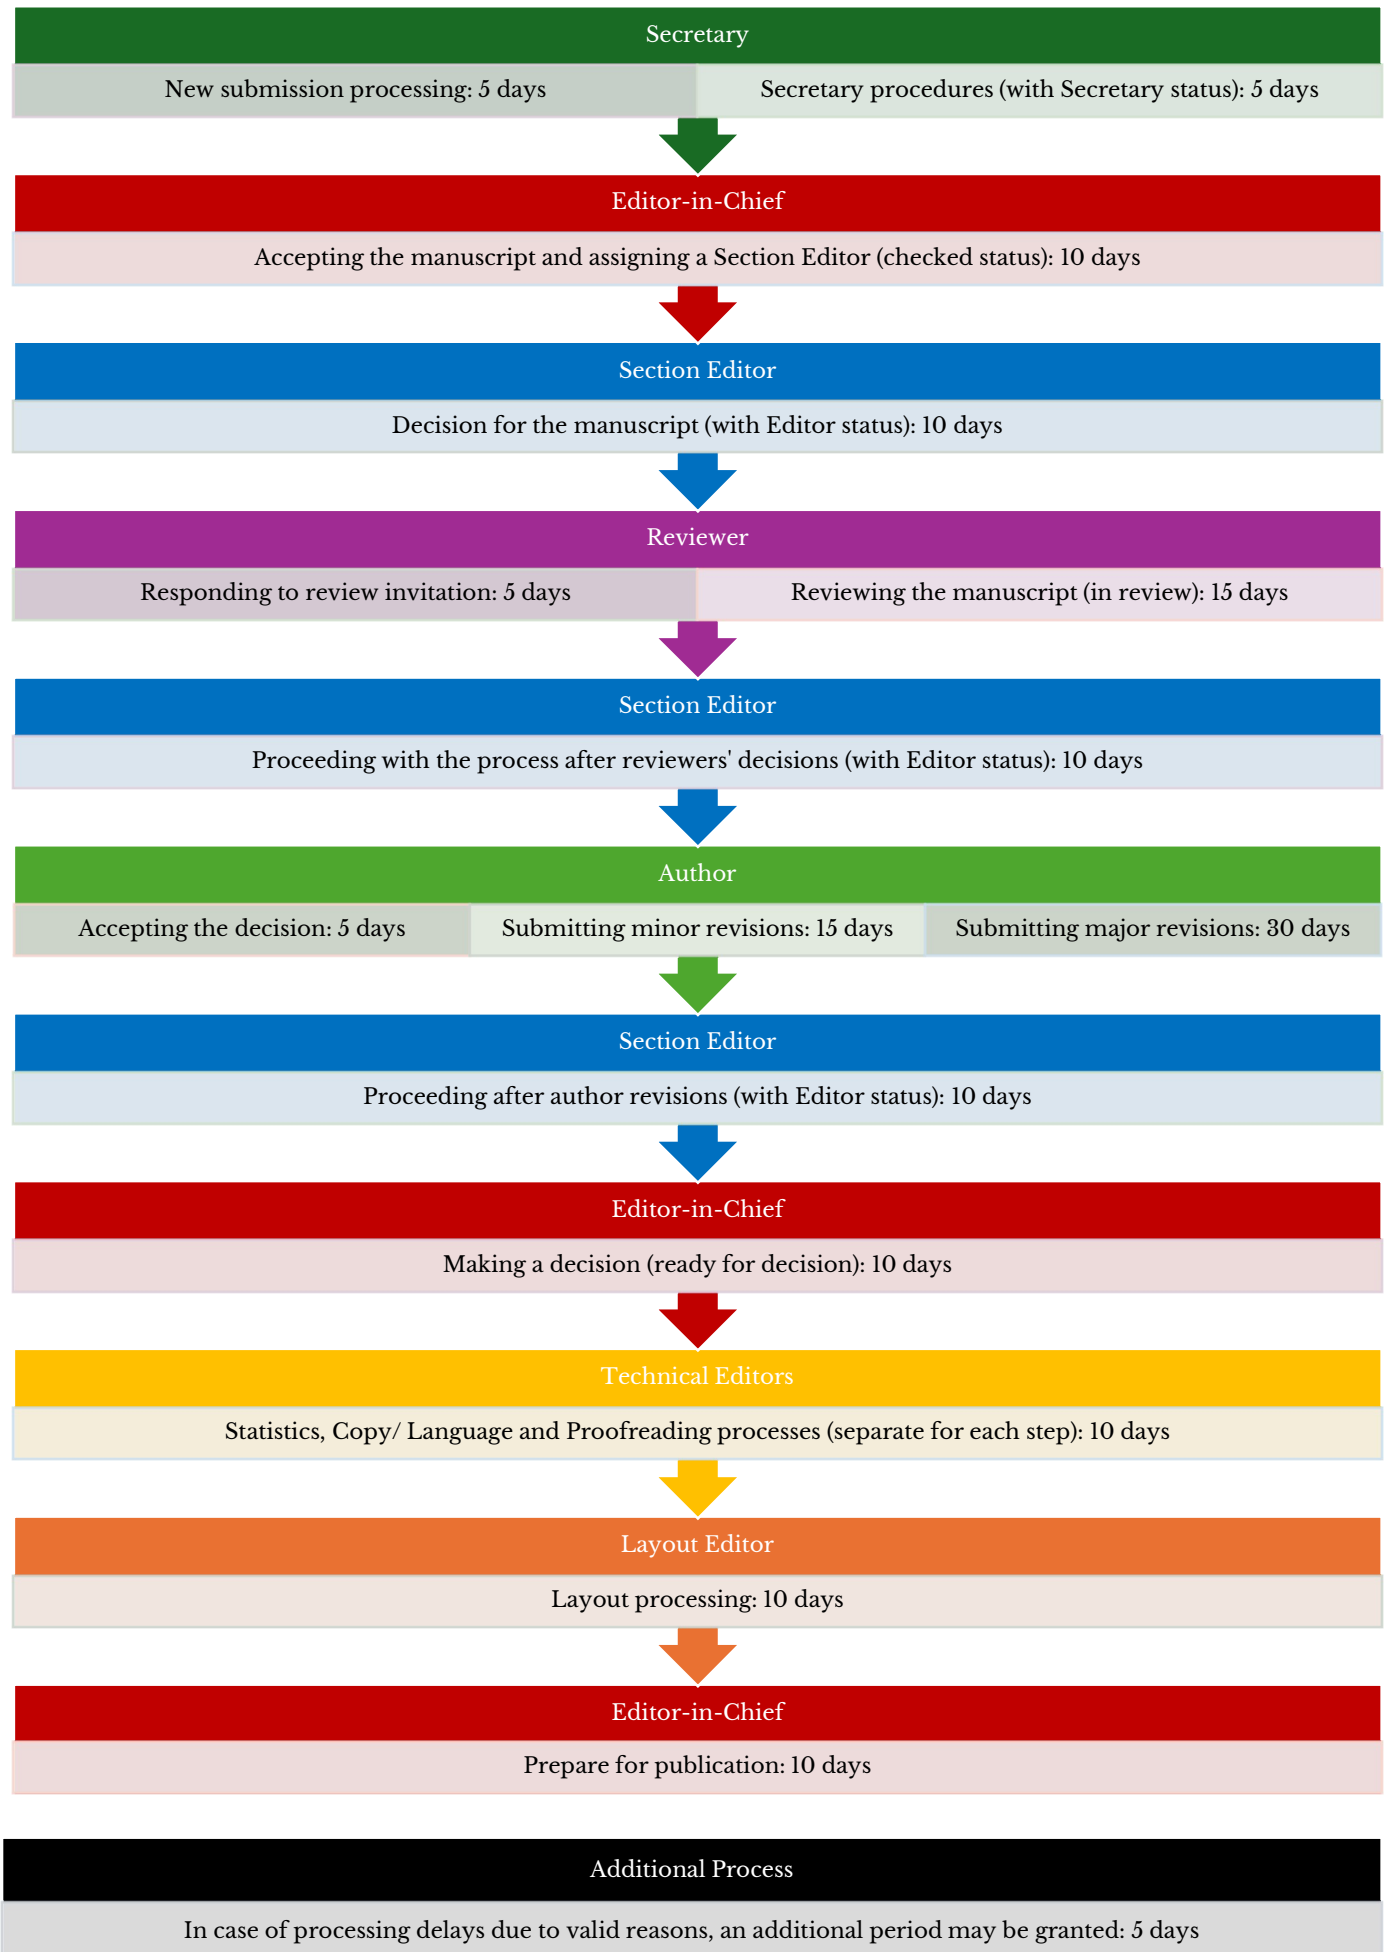 Secretary
New submission processing: 5 days
Secretary procedures (with Secretary status): 5 days
Editor-in-Chief
Accepting the manuscript and assigning a Section Editor (checked status): 10 days
Section Editor
Decision for the manuscript (with Editor status): 10 days
Reviewer
Responding to review invitation: 5 days
Reviewing the manuscript (in review): 15 days
Section Editor
Proceeding with the process after reviewers' decisions (with Editor status): 10 days
Author
Accepting the decision: 5 days
Submitting minor revisions: 15 days
Submitting major revisions: 30 days
Section Editor
Proceeding after author revisions (with Editor status): 10 days
Editor-in-Chief
Making a decision (ready for decision): 10 days
Technical Editors
Statistics, Copy/ Language and Proofreading processes (separate for each step): 10 days
Layout Editor
Layout processing: 10 days
Editor-in-Chief
Prepare for publication: 10 days
Additional Process
In case of processing delays due to valid reasons, an additional period may be granted: 5 days